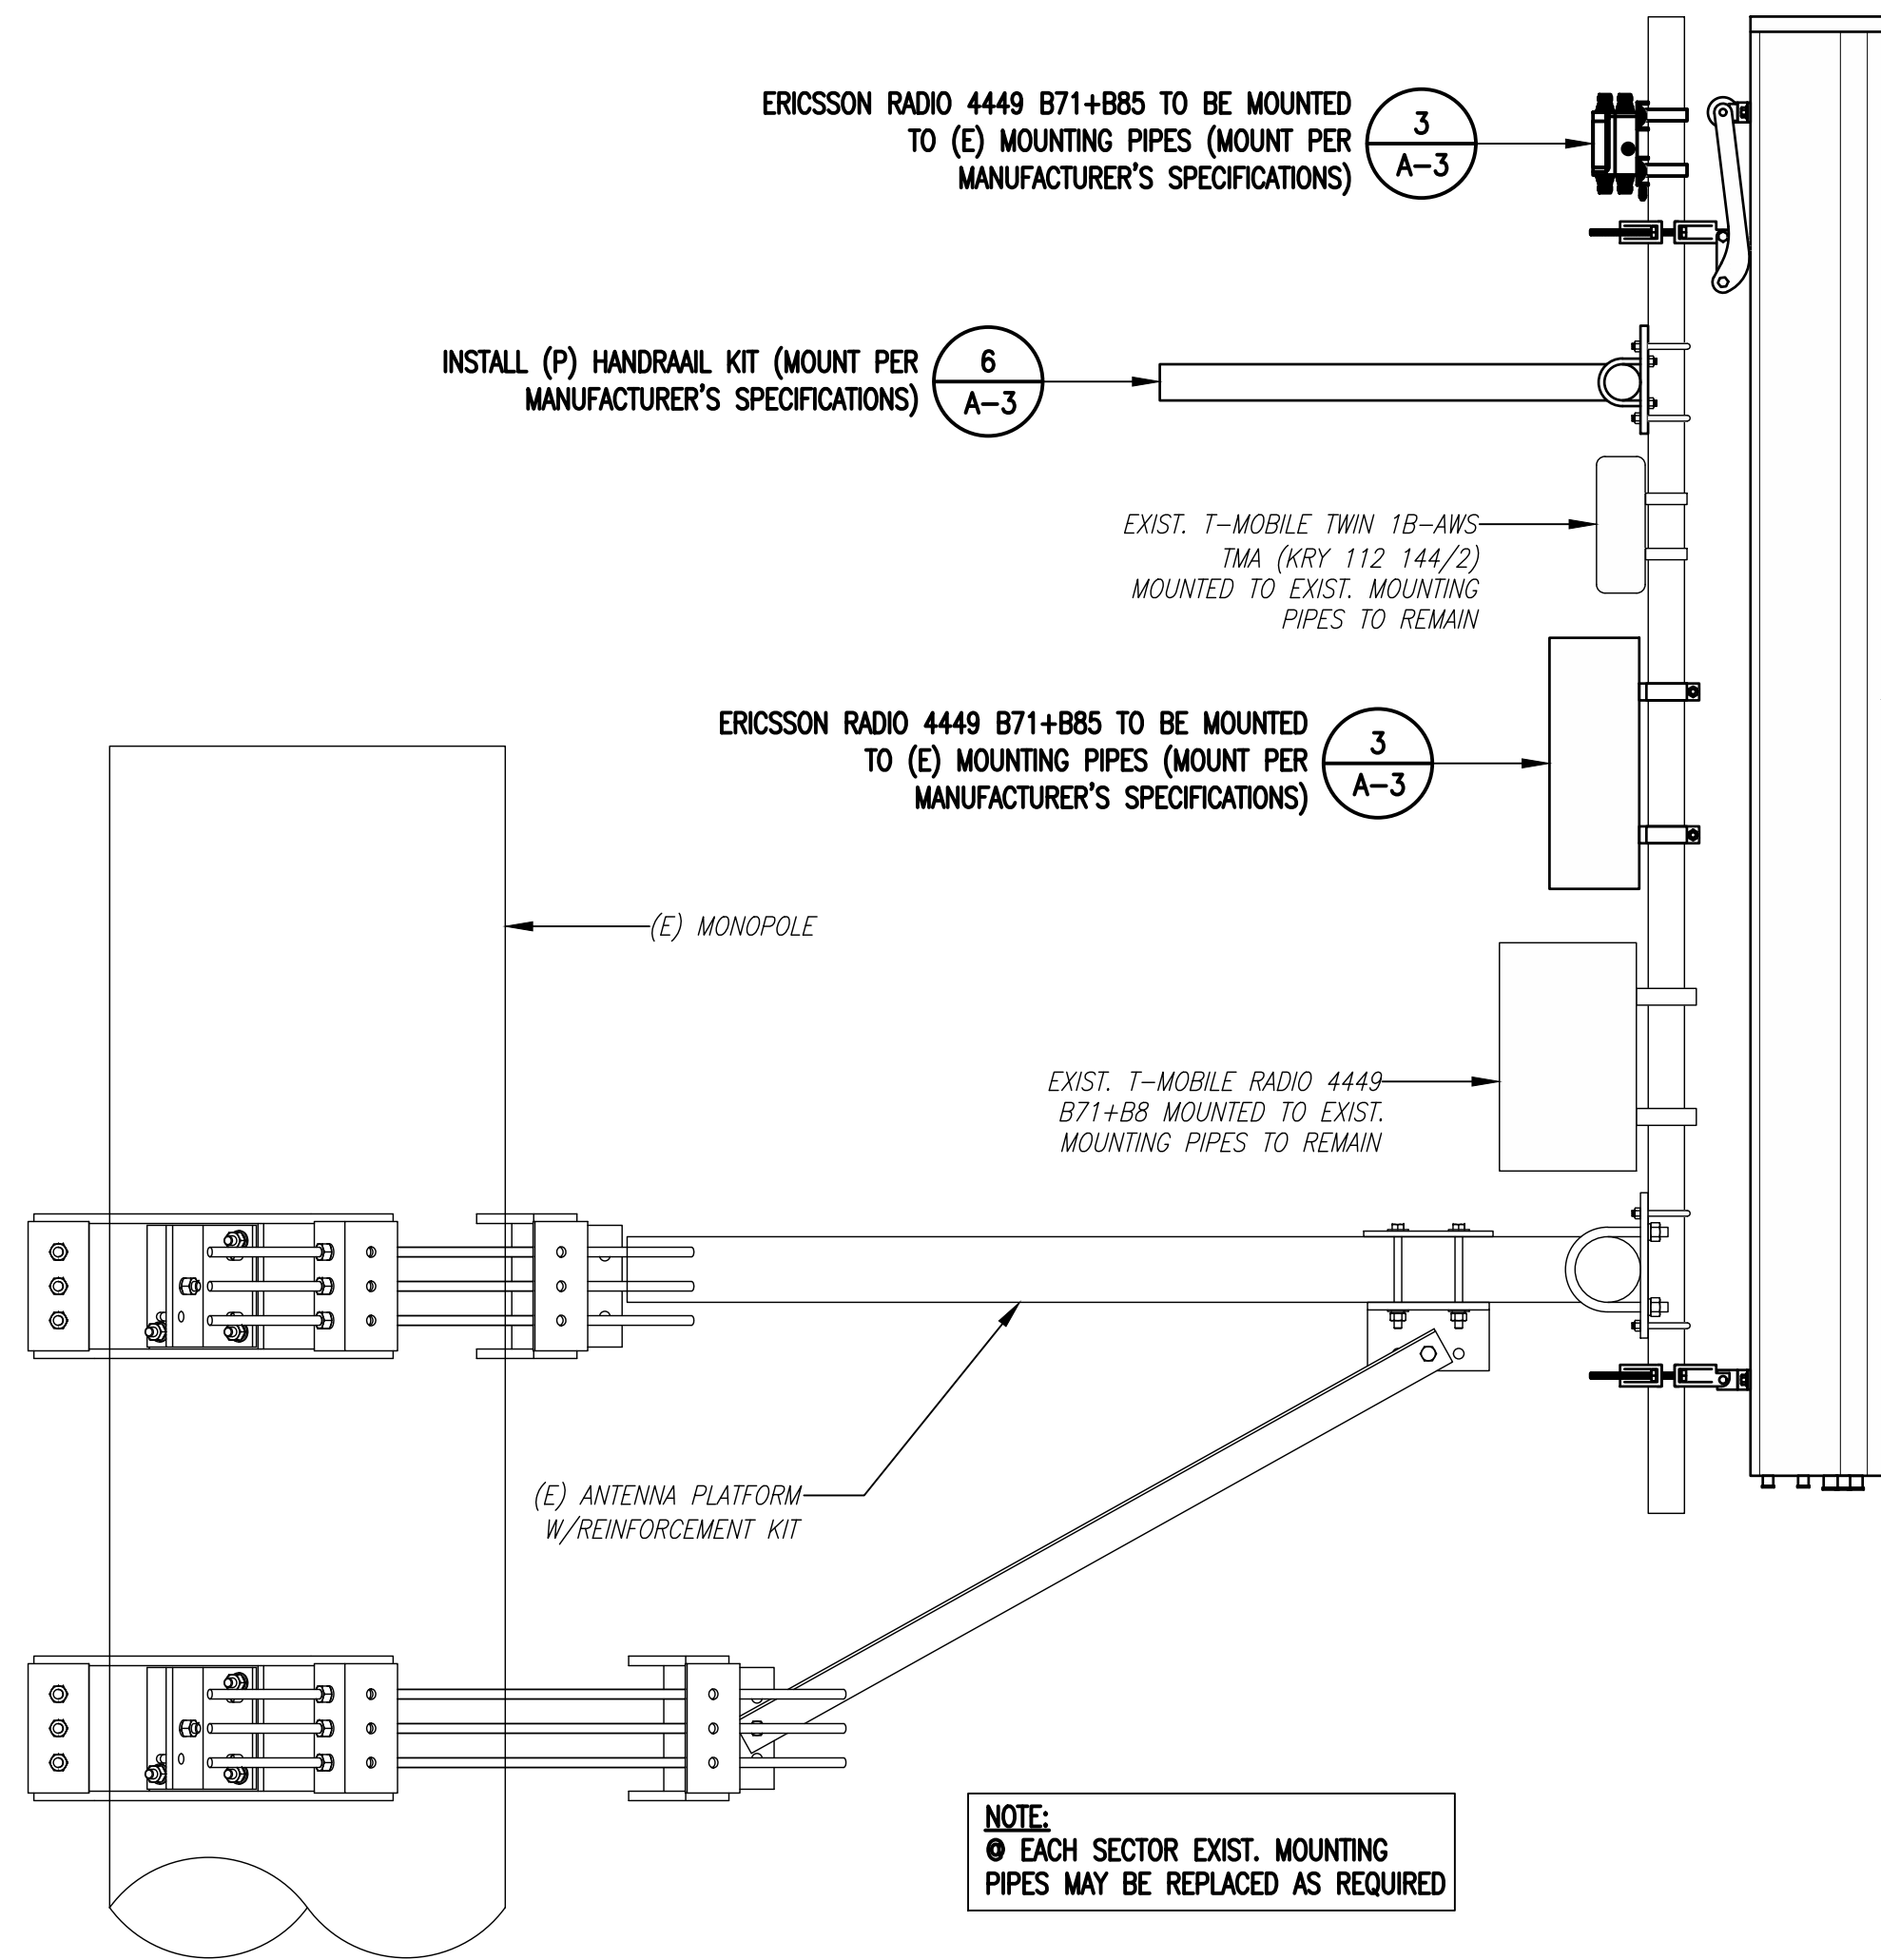 ERICSSON RADIO 4449 B71+B85 TO BE MOUNTED
TO (E) MOUNTING PIPES (MOUNT PER
MANUFACTURER'S SPECIFICATIONS)
3
A-3
INSTALL (P) HANDRAAIL KIT (MOUNT PER
MANUFACTURER'S SPECIFICATIONS)
6
A-3
EXIST. T-MOBILE TWIN 1B-AWS
TMA (KRY 112 144/2)
MOUNTED TO EXIST. MOUNTING
PIPES TO REMAIN
ERICSSON RADIO 4449 B71+B85 TO BE MOUNTED
TO (E) MOUNTING PIPES (MOUNT PER
MANUFACTURER'S SPECIFICATIONS)
3
A-3
(E) MONOPOLE
EXIST. T-MOBILE RADIO 4449
B71+B8 MOUNTED TO EXIST.
MOUNTING PIPES TO REMAIN
(E) ANTENNA PLATFORM
W/REINFORCEMENT KIT
NOTE:
@ EACH SECTOR EXIST. MOUNTING
PIPES MAY BE REPLACED AS REQUIRED